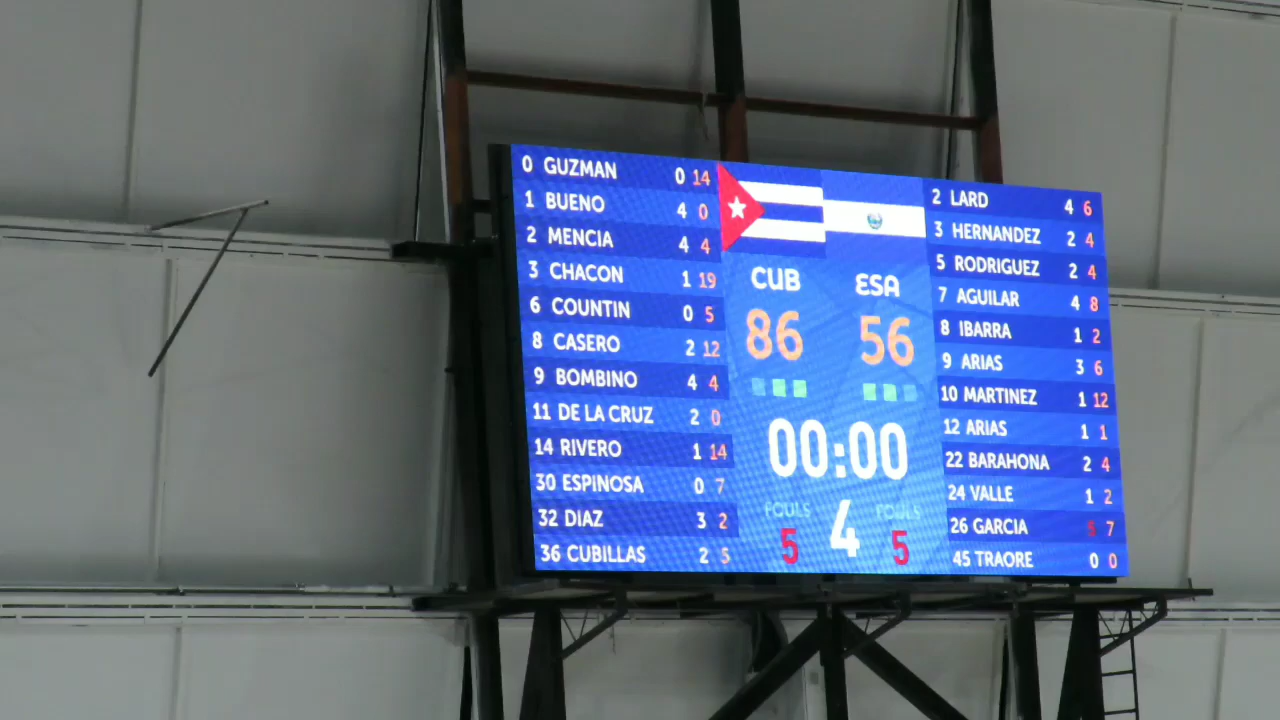 0 GUZMAN 0 14
1 BUENO 4 0
2 MENCIA 4 4
3 CHACON 1 19
6 COUNTIN 0 5
8 CASERO 2 12
9 BOMBINO 4 4
11 DE LA CRUZ 2 0
14 RIVERO 1 14
30 ESPINOSA 0 7
32 DIAZ 3 2
36 CUBILLAS 2 5
CUB ESA
86 56
00:00
FOULS FOULS
5 4 5
2 LARD 4 6
3 HERNANDEZ 2 4
5 RODRIGUEZ 2 4
7 AGUILAR 4 8
8 IBARRA 1 2
9 ARIAS 3 6
10 MARTINEZ 1 12
12 ARIAS 1 1
22 BARAHONA 2 4
24 VALLE 1 2
26 GARCIA 5 7
45 TRAORE 0 0